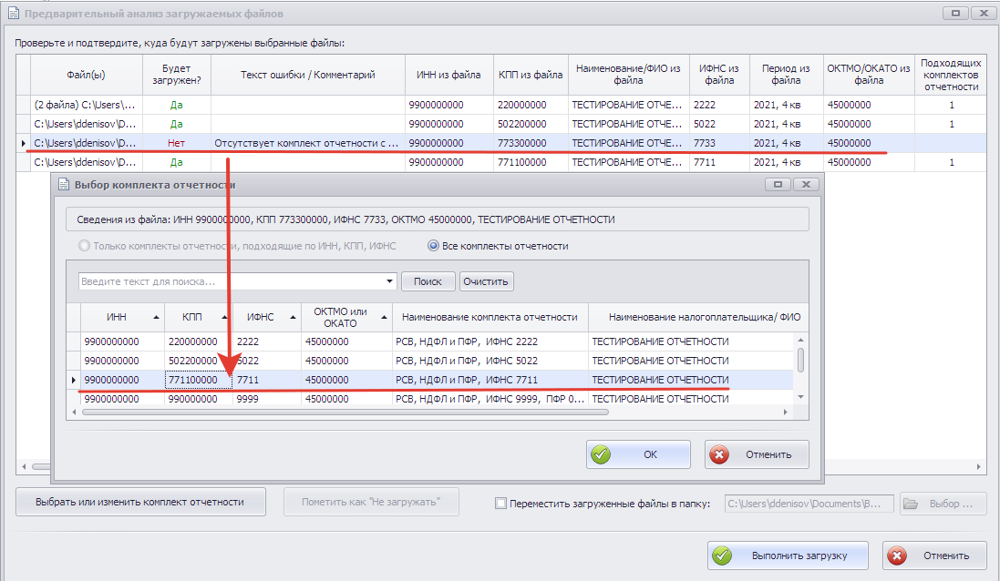 Предварительный анализ загружаемых файлов
Проверьте и подтвердите, куда будут загружены выбранные файлы:
Файл(ы) Будет загружен? Текст ошибки / Комментарий ИНН из файла КПП из файла Наименование/ФИО из файла ИФНС из файла Период из файла ОКТМО/ОКАТО из файла Подходящих комплектов отчетности
(2 файла) C:\Users\... Да 9900000000 220000000 ТЕСТИРОВАНИЕ ОТЧЕ... 2222 2021, 4 кв 45000000 1
C:\Users\ddenisov\D... Да 9900000000 502200000 ТЕСТИРОВАНИЕ ОТЧЕ... 5022 2021, 4 кв 45000000 1
C:\Users\ddenisov\D... Нет Отсутствует комплект отчетности с ... 9900000000 773300000 ТЕСТИРОВАНИЕ ОТЧЕ... 7733 2021, 4 кв 45000000
C:\Users\ddenisov\D... Да 9900000000 771100000 ТЕСТИРОВАНИЕ ОТЧЕ... 7711 2021, 4 кв 45000000 1
Выбор комплекта отчетности
Сведения из файла: ИНН 9900000000, КПП 773300000, ИФНС 7733, ОКТМО 45000000, ТЕСТИРОВАНИЕ ОТЧЕТНОСТИ
Только комплекты отчетности, подходящие по ИНН, КПП, ИФНС Все комплекты отчетности
Введите текст для поиска... Поиск Очистить
ИНН КПП ИФНС ОКТМО или ОКАТО Наименование комплекта отчетности Наименование налогоплательщика/ ФИО
9900000000 220000000 2222 45000000 РСВ, НДФЛ и ПФР, ИФНС 2222 ТЕСТИРОВАНИЕ ОТЧЕТНОСТИ
9900000000 502200000 5022 45000000 РСВ, НДФЛ и ПФР, ИФНС 5022 ТЕСТИРОВАНИЕ ОТЧЕТНОСТИ
9900000000 771100000 7711 45000000 РСВ, НДФЛ и ПФР, ИФНС 7711 ТЕСТИРОВАНИЕ ОТЧЕТНОСТИ
9900000000 990000000 9999 45000000 РСВ, НДФЛ и ПФР, ИФНС 9999, ПФР 0... ТЕСТИРОВАНИЕ ОТЧЕТНОСТИ
ОК Отменить
Выбрать или изменить комплект отчетности Пометить как "Не загружать" Переместить загруженные файлы в папку: C:\Users\ddenisov\Documents\B... Выбор ...
Выполнить загрузку Отменить